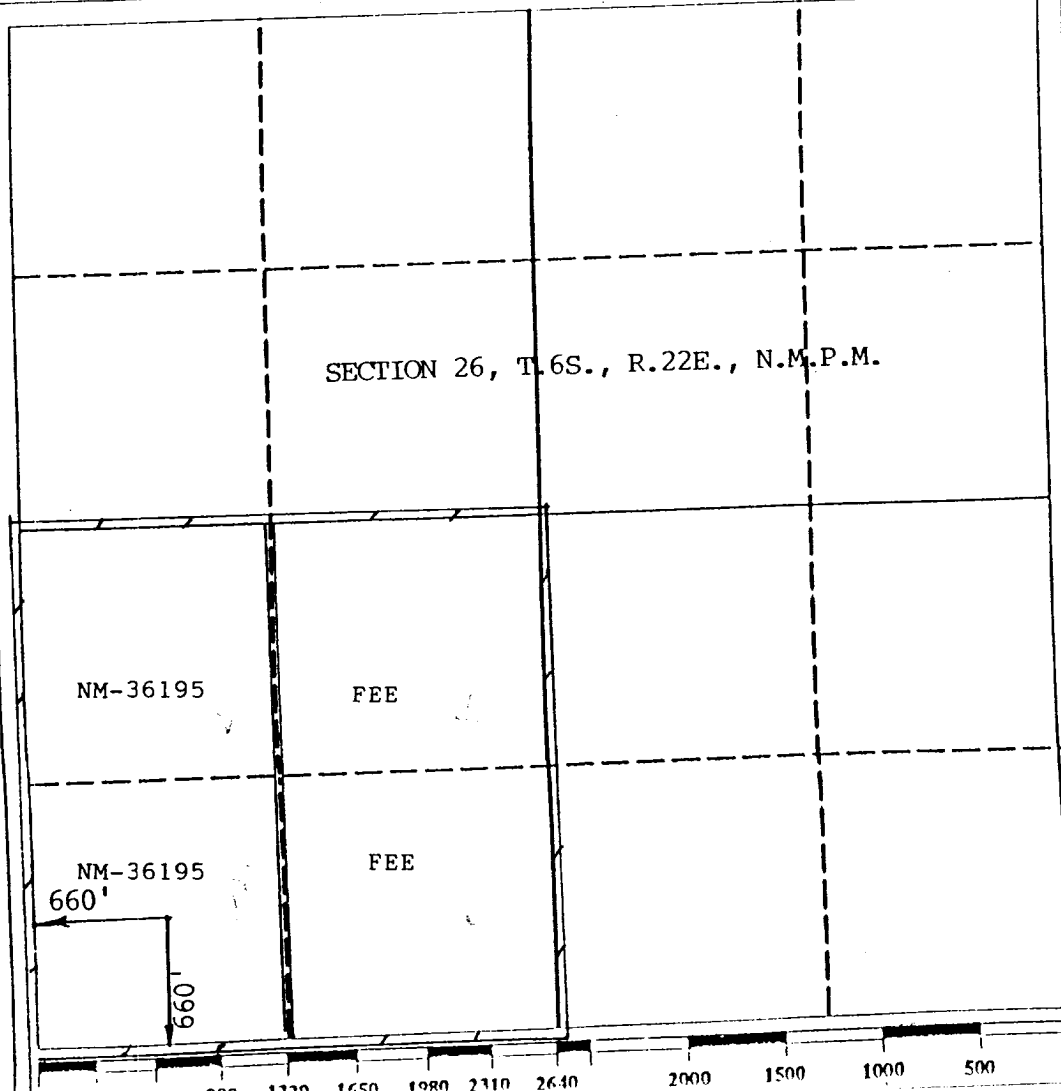 SECTION 26, T.6S., R.22E., N.M.P.M.
NM-36195 FEE
NM-36195 FEE
660'
660'
1320 1650 1980 2310 2640 2000 1500 1000 500